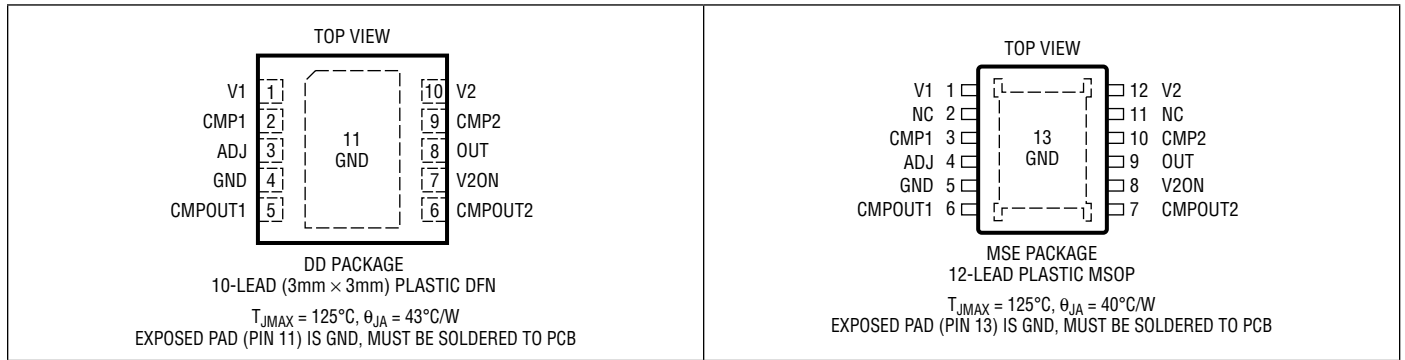 TOP VIEW
V1 1
CMP1 2
ADJ 3
GND 4
CMPOUT1 5
11
GND
10 V2
9 CMP2
8 OUT
7 V2ON
6 CMPOUT2
DD PACKAGE
10-LEAD (3mm × 3mm) PLASTIC DFN
TJMAX = 125°C, θJA = 43°C/W
EXPOSED PAD (PIN 11) IS GND, MUST BE SOLDERED TO PCB
TOP VIEW
V1 1
NC 2
CMP1 3
ADJ 4
GND 5
CMPOUT1 6
13
GND
12 V2
11 NC
10 CMP2
9 OUT
8 V2ON
7 CMPOUT2
MSE PACKAGE
12-LEAD PLASTIC MSOP
TJMAX = 125°C, θJA = 40°C/W
EXPOSED PAD (PIN 13) IS GND, MUST BE SOLDERED TO PCB